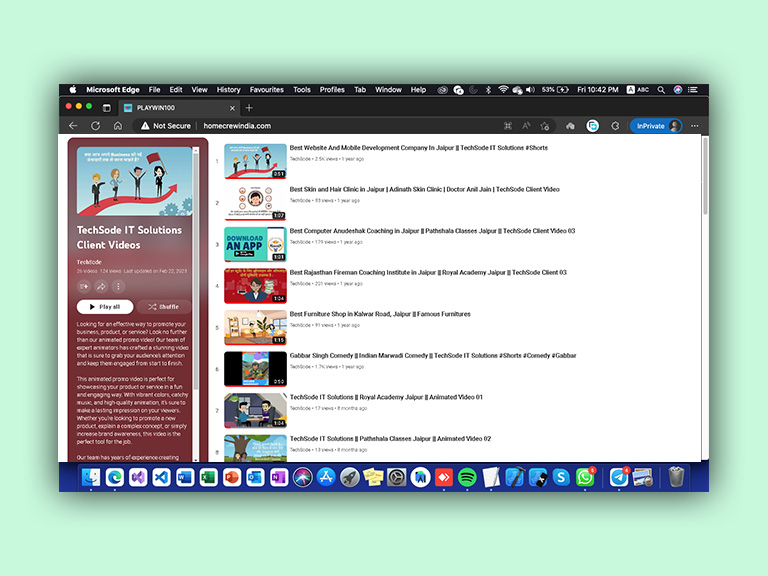 Microsoft Edge File Edit View History Favourites Tools Profiles Tab Window Help 53% A ABC Fri 10:42 PM
PLAYWIN100
Not Secure homecrewindia.com InPrivate
TechSode IT Solutions
Client Videos
TechSode
26 videos 124 views Last updated on Feb 22, 2023
Play all Shuffle
Looking for an effective way to promote your
business, product, or service? Look no further
than our animated promo video! Our team of
expert animators has crafted a stunning video
that is sure to grab your audience's attention
and keep them engaged from start to finish.
This animated promo video is perfect for
showcasing your product or service in a fun
and engaging way. With vibrant colors, catchy
music, and high-quality animation, it's sure to
make a lasting impression on your viewers.
Whether you're looking to promote a new
product, explain a complex concept, or simply
increase brand awareness, this video is the
perfect tool for the job.
Our team has years of experience creating
1
0:51
Best Website And Mobile Development Company In Jaipur || TechSode IT Solutions #Shorts
TechSode • 2.9K views • 1 year ago
2
1:07
Best Skin and Hair Clinic in Jaipur | Adinath Skin Clinic | Doctor Anil Jain | TechSode Client Video
TechSode • 93 views • 1 year ago
3
DOWNLOAD
AN APP
1:01
Best Computer Anudeshak Coaching in Jaipur || Pathshala Classes Jaipur || TechSode Client Video 03
TechSode • 179 views • 1 year ago
4
1:04
Best Rajasthan Fireman Coaching Institute in Jaipur || Royal Academy Jaipur || TechSode Client 03
TechSode • 251 views • 1 year ago
5
1:15
Best Furniture Shop in Kalwar Road, Jaipur || Famous Furnitures
TechSode • 91 views • 1 year ago
6
0:50
Gabbar Singh Comedy || Indian Marwadi Comedy || TechSode IT Solutions #Shorts #Comedy #Gabbar
TechSode • 1.7K views • 1 year ago
7
1:04
TechSode IT Solutions || Royal Academy Jaipur || Animated Video 01
TechSode • 17 views • 8 months ago
8
TechSode IT Solutions || Pathshala Classes Jaipur || Animated Video 02
TechSode • 18 views • 8 months ago